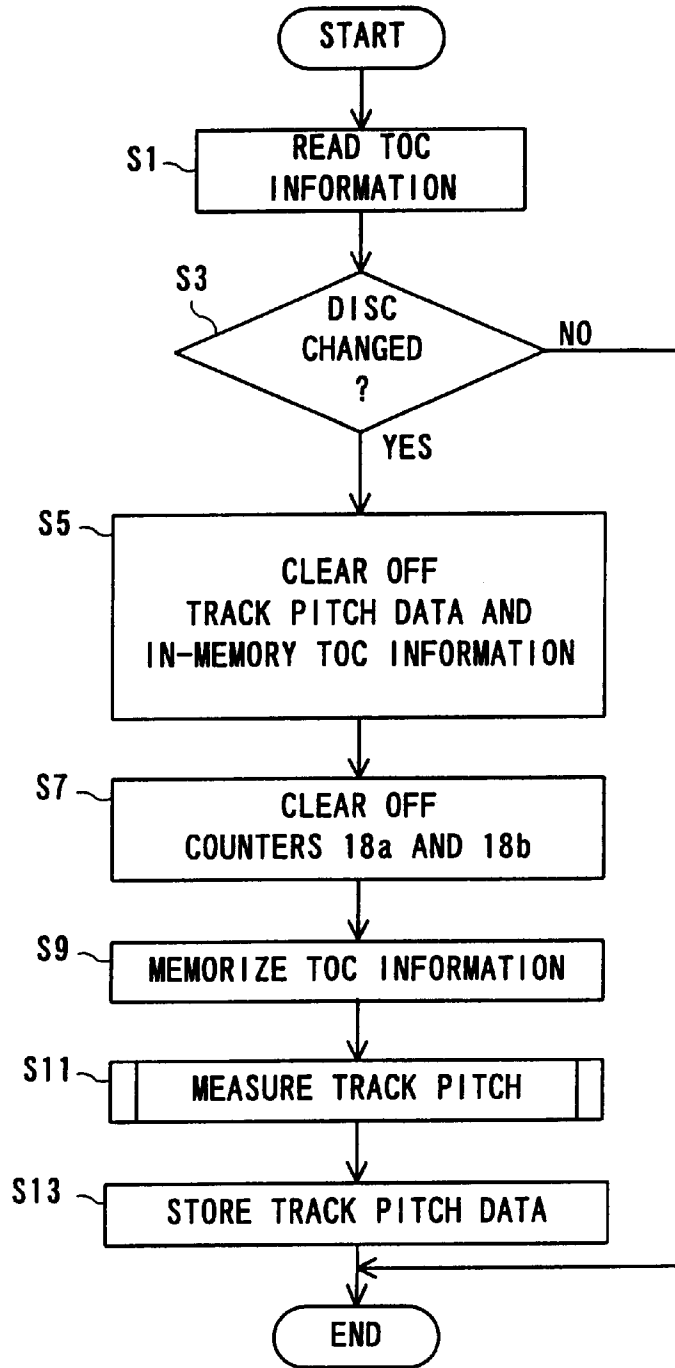 START
S1
READ TOC
INFORMATION
S3
DISC
CHANGED
?
NO
YES
S5
CLEAR OFF
TRACK PITCH DATA AND
IN-MEMORY TOC INFORMATION
S7
CLEAR OFF
COUNTERS 18a AND 18b
S9
MEMORIZE TOC INFORMATION
S11
MEASURE TRACK PITCH
S13
STORE TRACK PITCH DATA
END